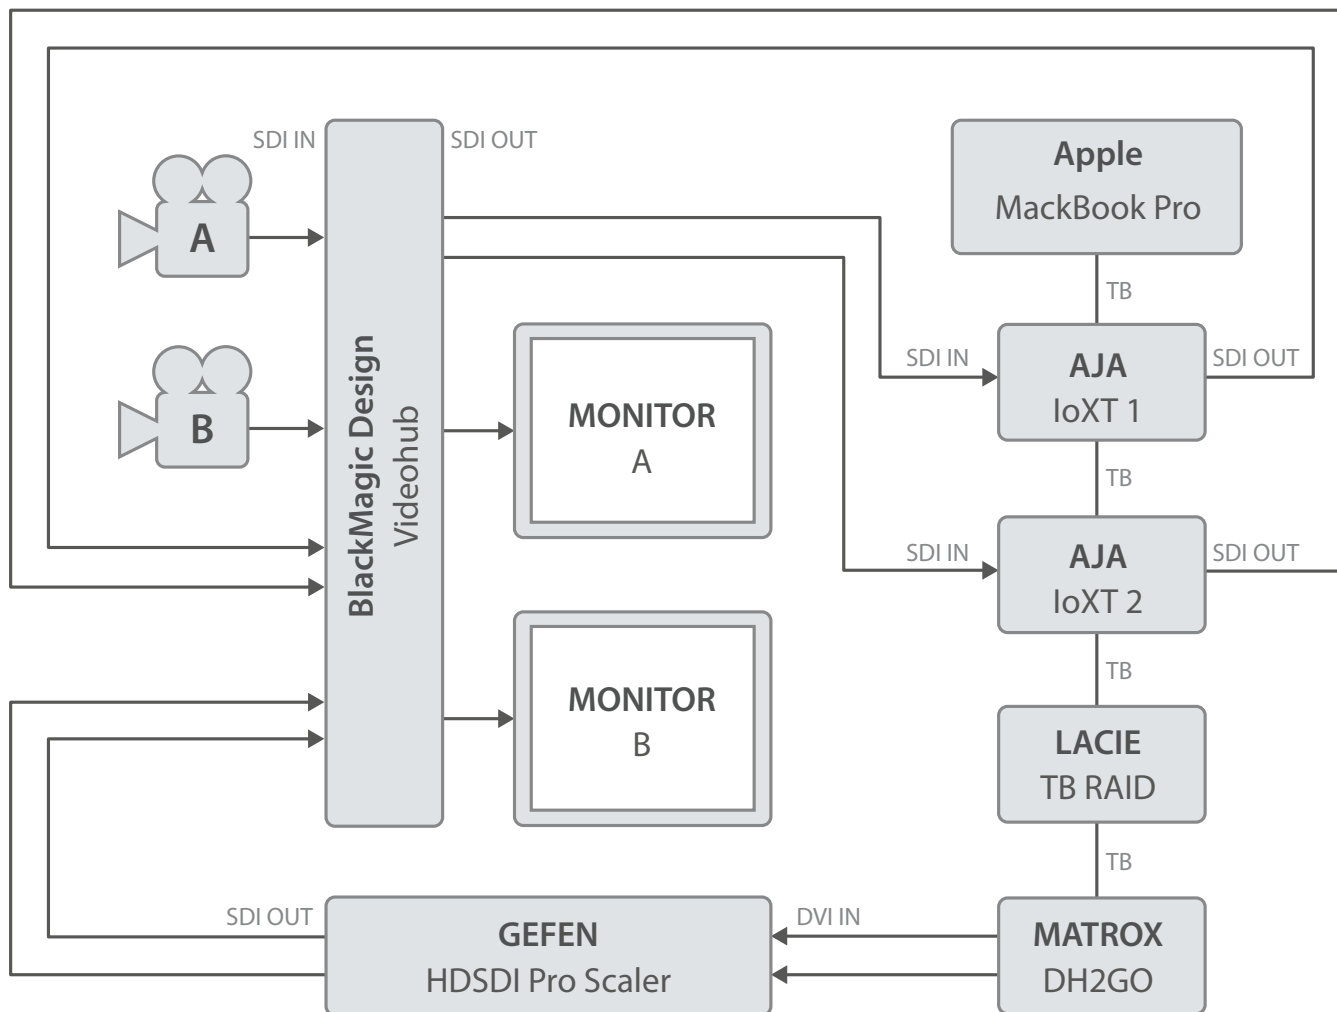 SDI IN
SDI OUT
Apple
MackBook Pro
A
TB
BlackMagic Design
Videohub
MONITOR
A
SDI IN
AJA
IoXT 1
SDI OUT
B
TB
SDI IN
AJA
IoXT 2
SDI OUT
MONITOR
B
TB
LACIE
TB RAID
TB
SDI OUT
GEFEN
HDSDI Pro Scaler
DVI IN
MATROX
DH2GO